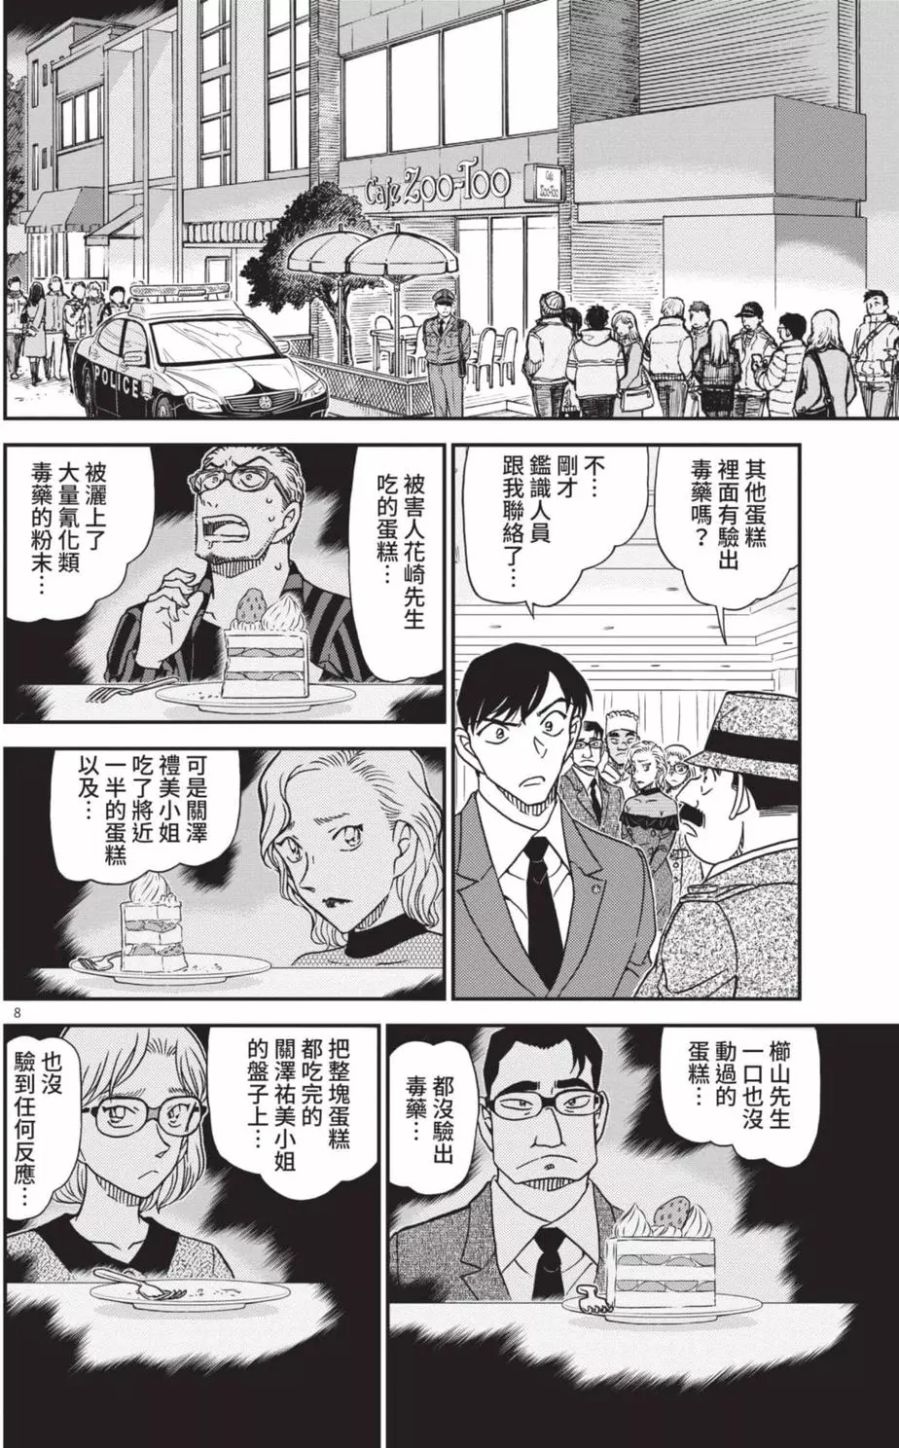 Cafe Zoo-Too
Cafe
Zoo-Too
POLICE
其他蛋糕
裡面有驗出
毒藥嗎？
不…
剛才
鑑識人員
跟我聯絡了…
被害人花崎先生
吃的蛋糕…
被灑上了
大量氰化類
毒藥的粉末…
可是關澤
禮美小姐
吃了將近
一半的蛋糕
以及…
8
櫛山先生
一口也沒
動過的
蛋糕…
都沒驗出
毒藥…
把整塊蛋糕
都吃完的
關澤祐美小姐
的盤子上…
也沒
驗到任何反應…